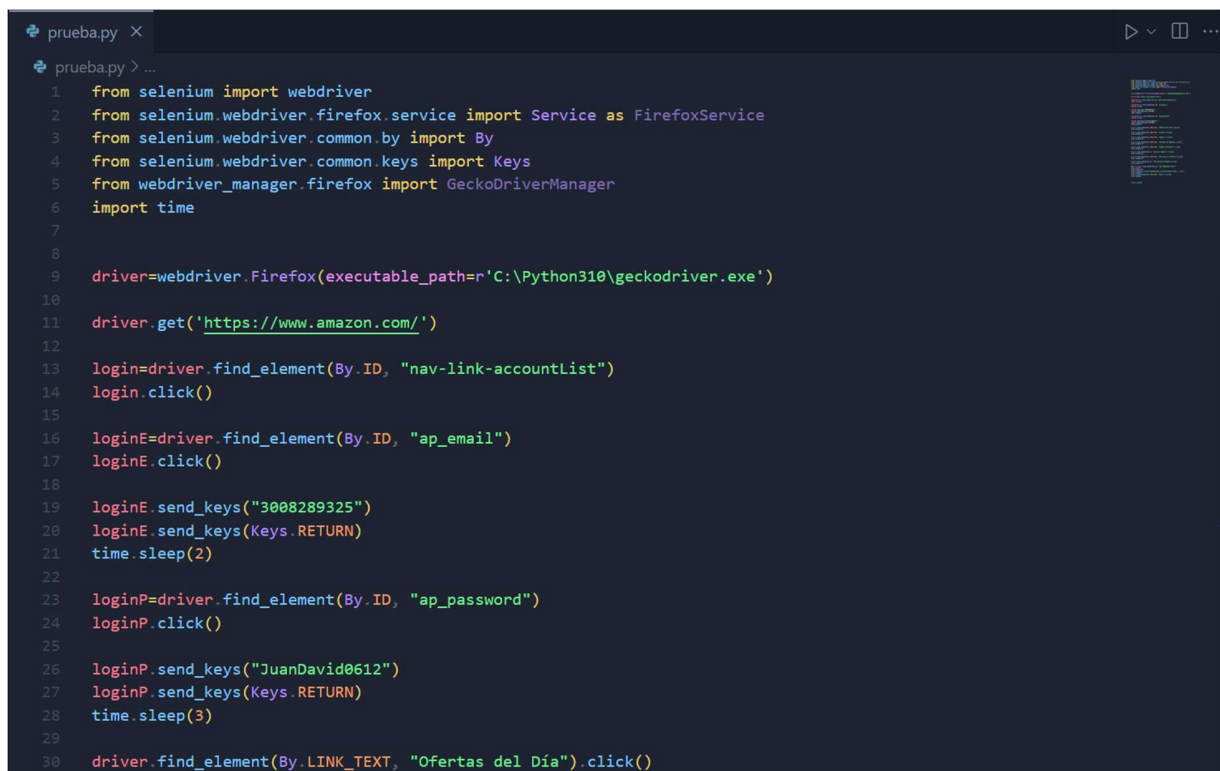 prueba.py
prueba.py > ...
1 from selenium import webdriver
2 from selenium.webdriver.firefox.service import Service as FirefoxService
3 from selenium.webdriver.common.by import By
4 from selenium.webdriver.common.keys import Keys
5 from webdriver_manager.firefox import GeckoDriverManager
6 import time
7
8
9 driver=webdriver.Firefox(executable_path=r'C:\Python310\geckodriver.exe')
10
11 driver.get('https://www.amazon.com/')
12
13 login=driver.find_element(By.ID, "nav-link-accountList")
14 login.click()
15
16 loginE=driver.find_element(By.ID, "ap_email")
17 loginE.click()
18
19 loginE.send_keys("3008289325")
20 loginE.send_keys(Keys.RETURN)
21 time.sleep(2)
22
23 loginP=driver.find_element(By.ID, "ap_password")
24 loginP.click()
25
26 loginP.send_keys("JuanDavid0612")
27 loginP.send_keys(Keys.RETURN)
28 time.sleep(3)
29
30 driver.find_element(By.LINK_TEXT, "Ofertas del Día").click()